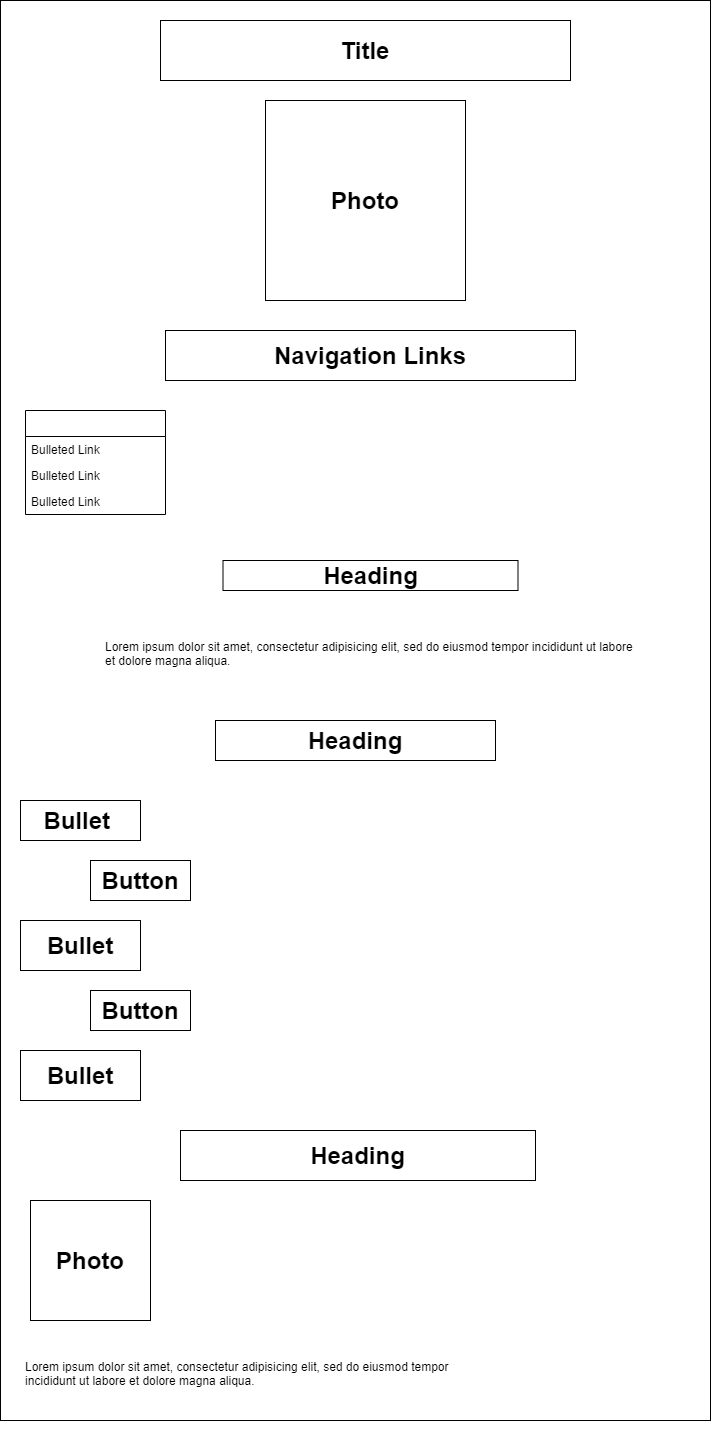 Title
Photo
Navigation Links
Bulleted Link
Bulleted Link
Bulleted Link
Heading
Lorem ipsum dolor sit amet, consectetur adipisicing elit, sed do eiusmod tempor incididunt ut labore
et dolore magna aliqua.
Heading
Bullet
Button
Bullet
Button
Bullet
Heading
Photo
Lorem ipsum dolor sit amet, consectetur adipisicing elit, sed do eiusmod tempor
incididunt ut labore et dolore magna aliqua.